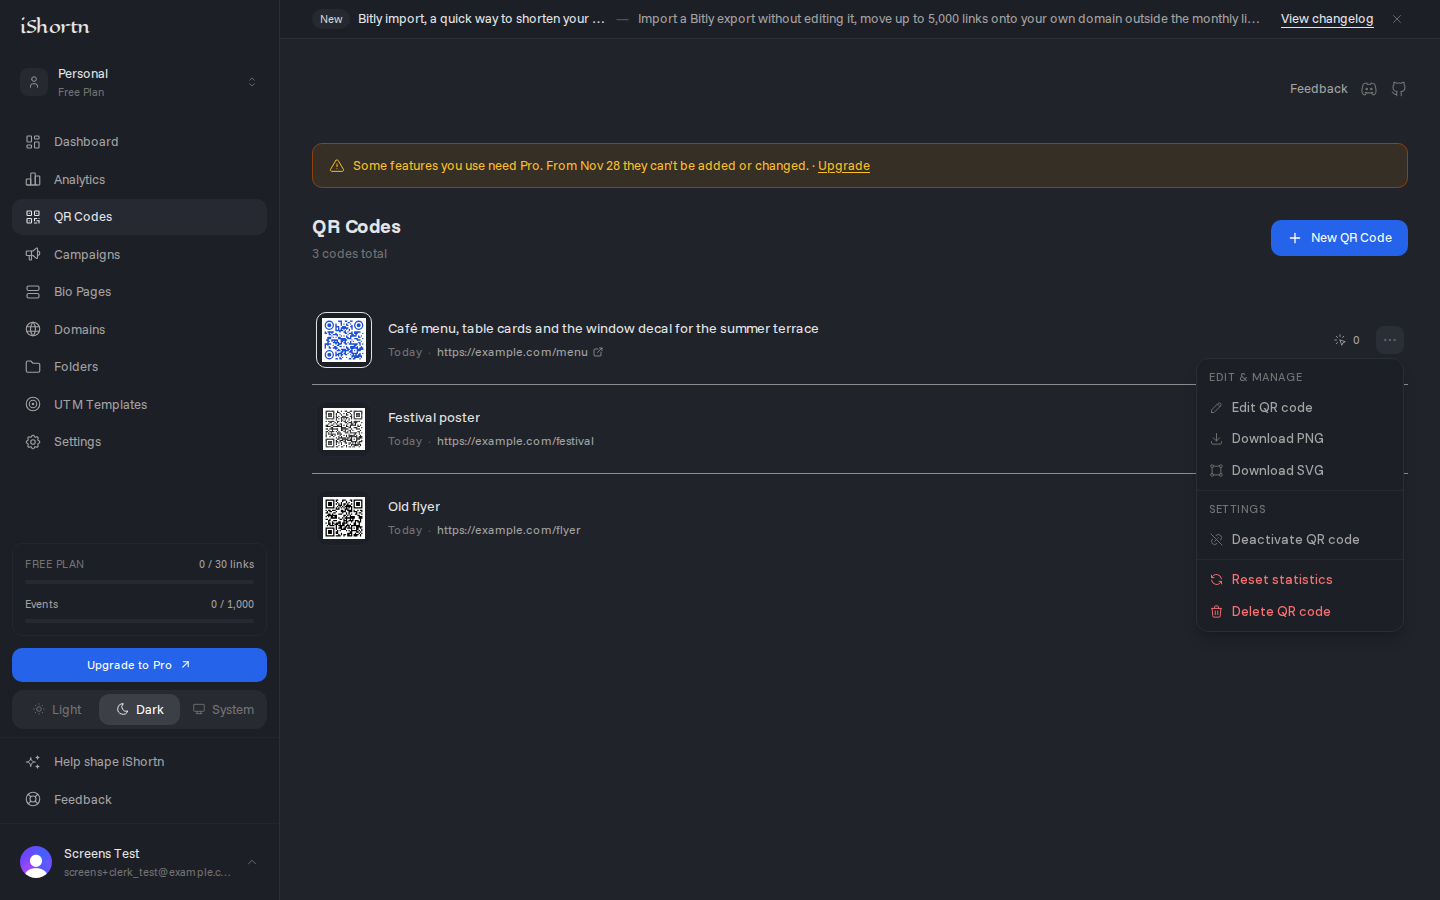 iShortn
Personal
Free Plan
Dashboard
Analytics
QR Codes
Campaigns
Bio Pages
Domains
Folders
UTM Templates
Settings
FREE PLAN 0 / 30 links
Events 0 / 1,000
Upgrade to Pro
Light Dark System
Help shape iShortn
Feedback
Screens Test
screens+clerk_test@example.c...
New Bitly import, a quick way to shorten your ... — Import a Bitly export without editing it, move up to 5,000 links onto your own domain outside the monthly li... View changelog
Feedback
Some features you use need Pro. From Nov 28 they can't be added or changed. · Upgrade
QR Codes
3 codes total
New QR Code
Café menu, table cards and the window decal for the summer terrace
Today · https://example.com/menu
0
Festival poster
Today · https://example.com/festival
Old flyer
Today · https://example.com/flyer
EDIT & MANAGE
Edit QR code
Download PNG
Download SVG
SETTINGS
Deactivate QR code
Reset statistics
Delete QR code